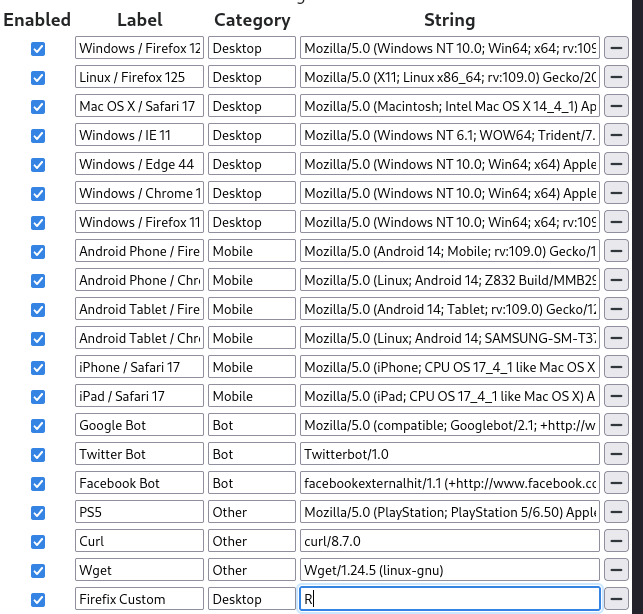 Enabled Label Category String
Windows / Firefox 12 Desktop Mozilla/5.0 (Windows NT 10.0; Win64; x64; rv:109
Linux / Firefox 125 Desktop Mozilla/5.0 (X11; Linux x86_64; rv:109.0) Gecko/20
Mac OS X / Safari 17 Desktop Mozilla/5.0 (Macintosh; Intel Mac OS X 14_4_1) Ap
Windows / IE 11 Desktop Mozilla/5.0 (Windows NT 6.1; WOW64; Trident/7.
Windows / Edge 44 Desktop Mozilla/5.0 (Windows NT 10.0; Win64; x64) Apple
Windows / Chrome 1 Desktop Mozilla/5.0 (Windows NT 10.0; Win64; x64) Apple
Windows / Firefox 11 Desktop Mozilla/5.0 (Windows NT 10.0; Win64; x64; rv:109
Android Phone / Fire Mobile Mozilla/5.0 (Android 14; Mobile; rv:109.0) Gecko/1
Android Phone / Chr Mobile Mozilla/5.0 (Linux; Android 14; Z832 Build/MMB29
Android Tablet / Fire Mobile Mozilla/5.0 (Android 14; Tablet; rv:109.0) Gecko/12
Android Tablet / Chr Mobile Mozilla/5.0 (Linux; Android 14; SAMSUNG-SM-T37
iPhone / Safari 17 Mobile Mozilla/5.0 (iPhone; CPU OS 17_4_1 like Mac OS X
iPad / Safari 17 Mobile Mozilla/5.0 (iPad; CPU OS 17_4_1 like Mac OS X) A
Google Bot Bot Mozilla/5.0 (compatible; Googlebot/2.1; +http://w
Twitter Bot Bot Twitterbot/1.0
Facebook Bot Bot facebookexternalhit/1.1 (+http://www.facebook.co
PS5 Other Mozilla/5.0 (PlayStation; PlayStation 5/6.50) Apple
Curl Other curl/8.7.0
Wget Other Wget/1.24.5 (linux-gnu)
Firefix Custom Desktop R